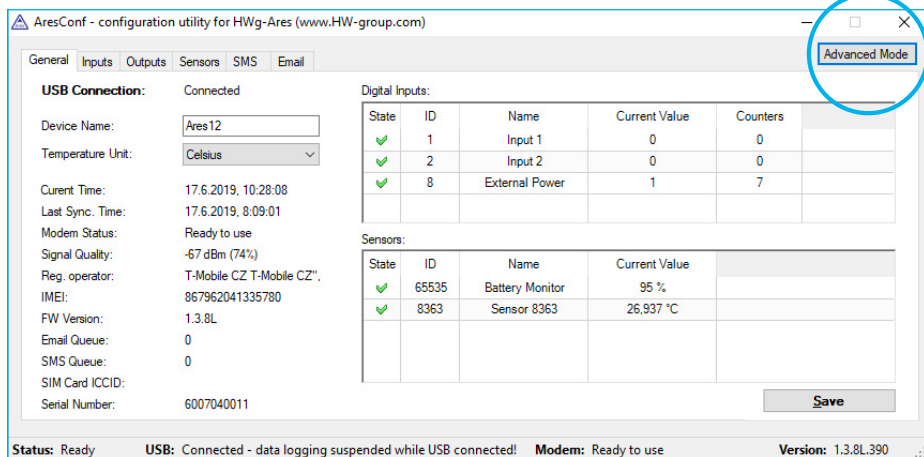 AresConf - configuration utility for HWg-Ares (www.HW-group.com)
General Inputs Outputs Sensors SMS Email
Advanced Mode
USB Connection: Connected
Device Name: Ares12
Temperature Unit: Celsius
Curent Time: 17.6.2019, 10:28:08
Last Sync. Time: 17.6.2019, 8:09:01
Modem Status: Ready to use
Signal Quality: -67 dBm (74%)
Reg. operator: T-Mobile CZ T-Mobile CZ",
IMEI: 867962041335780
FW Version: 1.3.8L
Email Queue: 0
SMS Queue: 0
SIM Card ICCID:
Serial Number: 6007040011
Digital Inputs:
State ID Name Current Value Counters
1 Input 1 0 0
2 Input 2 0 0
8 External Power 1 7
Sensors:
State ID Name Current Value
65535 Battery Monitor 95 %
8363 Sensor 8363 26,937 °C
Save
Status: Ready USB: Connected - data logging suspended while USB connected! Modem: Ready to use Version: 1.3.8L.390